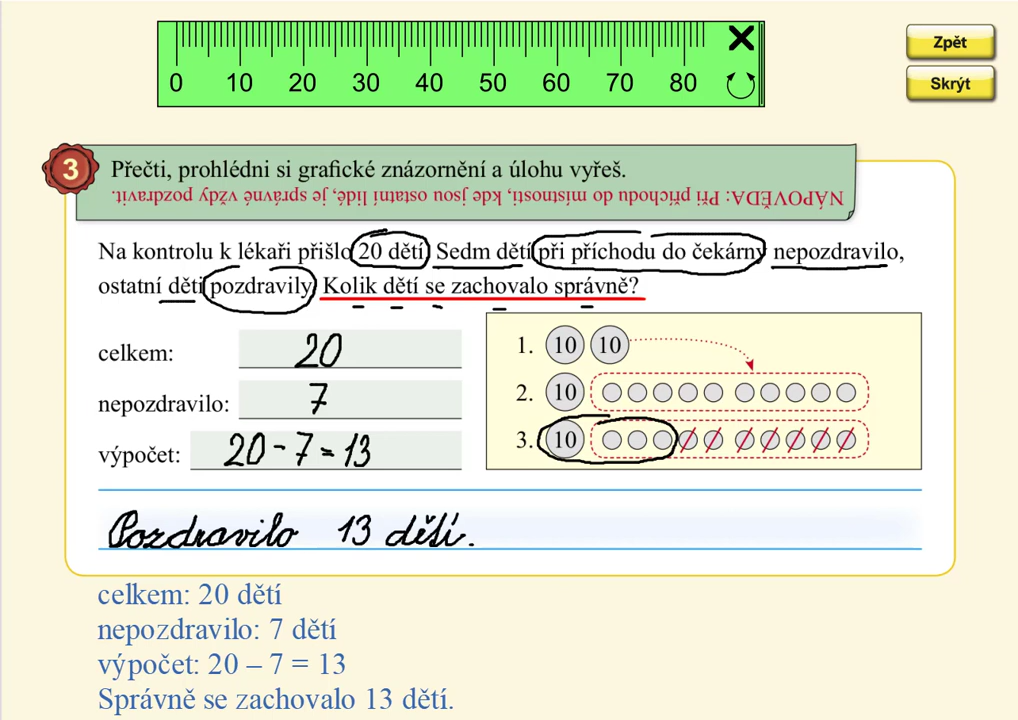 0 10 20 30 40 50 60 70 80
Zpět
Skrýt
3 Přečti, prohlédni si grafické znázornění a úlohu vyřeš.
NÁPOVĚDA: Při příchodu do místnosti, kde jsou ostatní lidé, je správné vždy pozdravit.
Na kontrolu k lékaři přišlo 20 dětí. Sedm dětí při příchodu do čekárny nepozdravilo,
ostatní děti pozdravily. Kolik dětí se zachovalo správně?
celkem: 20
nepozdravilo: 7
výpočet: 20 - 7 = 13
1. 10 10
2. 10
3. 10
Pozdravilo 13 dětí.
celkem: 20 dětí
nepozdravilo: 7 dětí
výpočet: 20 – 7 = 13
Správně se zachovalo 13 dětí.